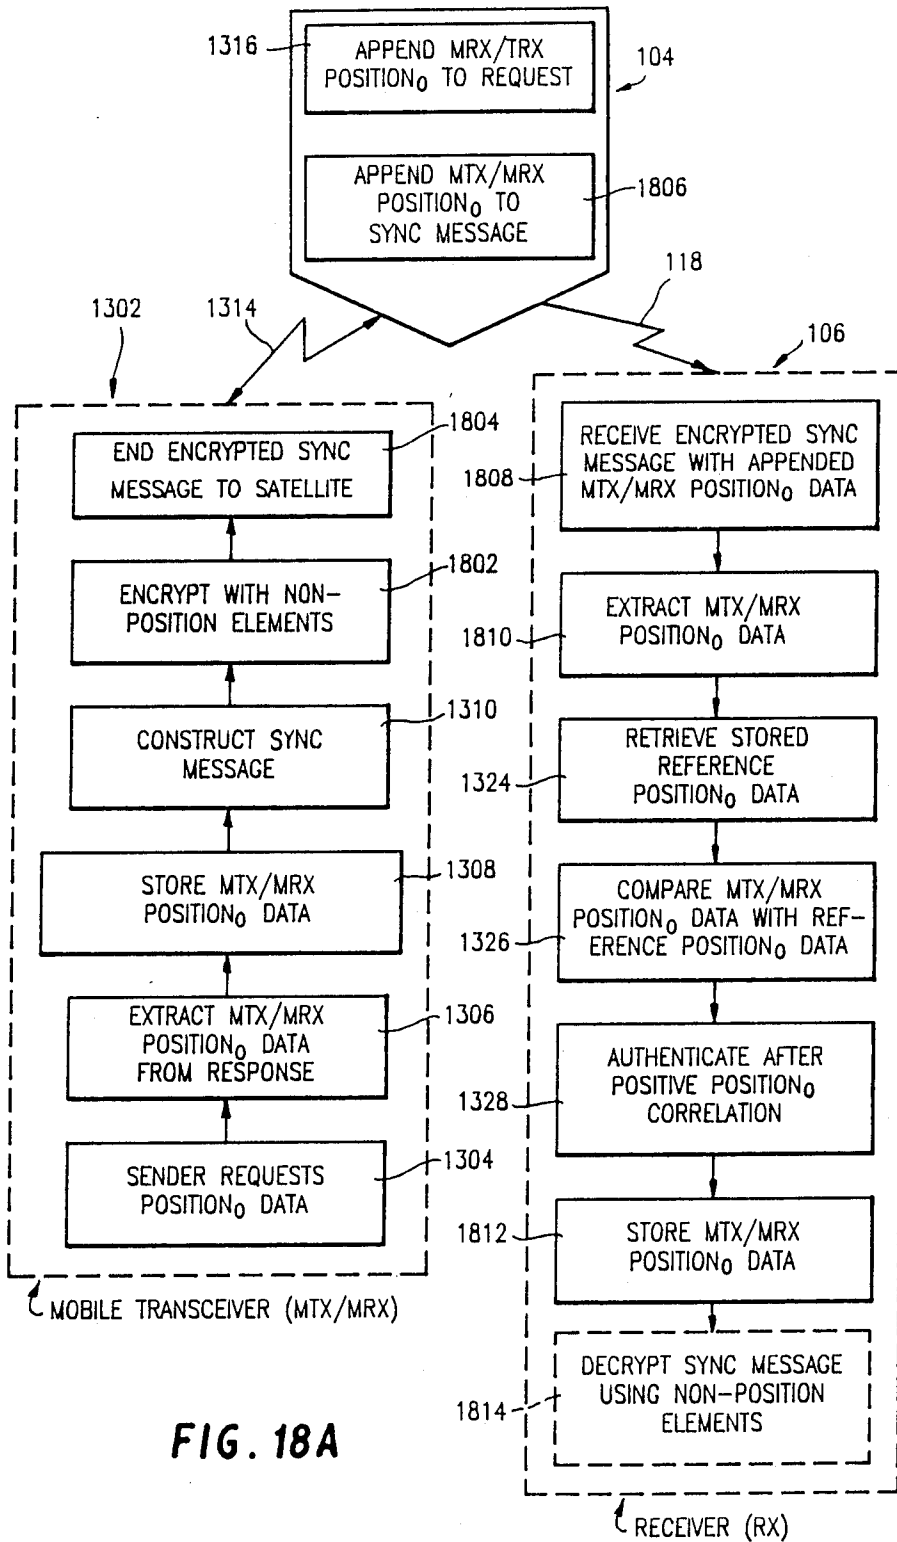 1316
APPEND MRX/TRX
POSITION0 TO REQUEST
104
APPEND MTX/MRX
POSITION0 TO
SYNC MESSAGE
1806
118
1302
1314
106
1804
END ENCRYPTED SYNC
MESSAGE TO SATELLITE
1802
ENCRYPT WITH NON-
POSITION ELEMENTS
1310
CONSTRUCT SYNC
MESSAGE
1308
STORE MTX/MRX
POSITION0 DATA
1306
EXTRACT MTX/MRX
POSITION0 DATA
FROM RESPONSE
1304
SENDER REQUESTS
POSITION0 DATA
MOBILE TRANSCEIVER (MTX/MRX)
RECEIVE ENCRYPTED SYNC
MESSAGE WITH APPENDED
MTX/MRX POSITION0 DATA
1808
EXTRACT MTX/MRX
POSITION0 DATA
1810
RETRIEVE STORED
REFERENCE
POSITION0 DATA
1324
COMPARE MTX/MRX
POSITION0 DATA WITH REF-
ERENCE POSITION0 DATA
1326
AUTHENTICATE AFTER
POSITIVE POSITION0
CORRELATION
1328
STORE MTX/MRX
POSITION0 DATA
1812
DECRYPT SYNC MESSAGE
USING NON-POSITION
ELEMENTS
1814
RECEIVER (RX)
FIG. 18A